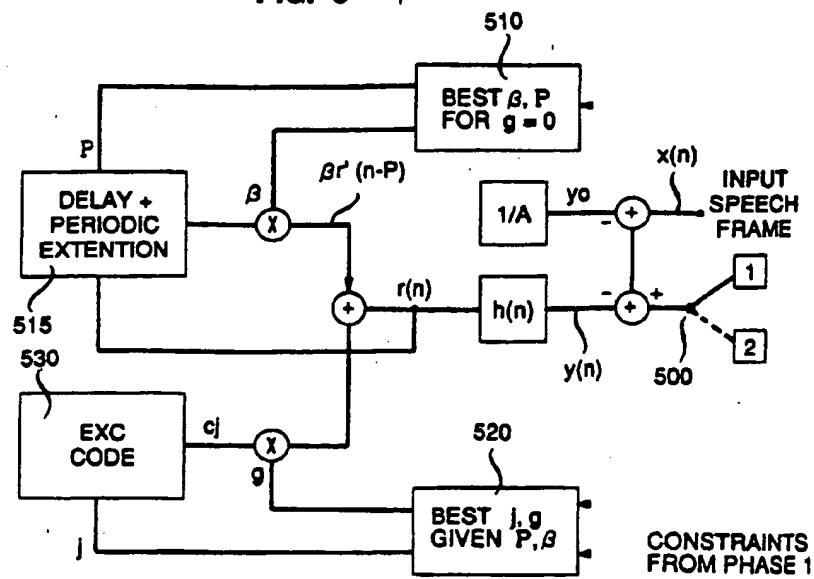 510
BEST β, P
FOR g = 0
P
DELAY +
PERIODIC
EXTENTION
515
β
X
βr' (n-P)
1/A
yo
-
+
x(n)
INPUT
SPEECH
FRAME
+
r(n)
h(n)
y(n)
-
+
+
500
1
2
530
EXC
CODE
cj
X
g
j
520
BEST j, g
GIVEN P, β
CONSTRAINTS
FROM PHASE 1